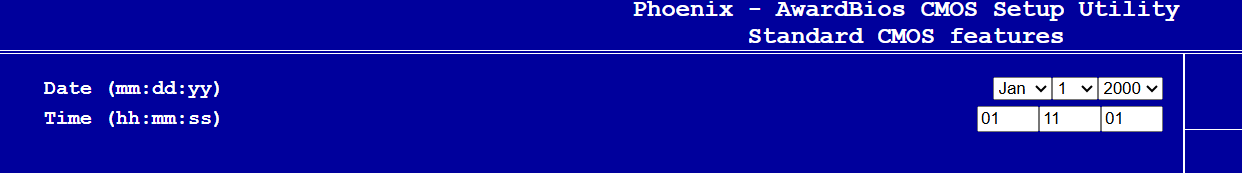 Phoenix - AwardBios CMOS Setup Utility
Standard CMOS features
Date (mm:dd:yy) Jan 1 2000
Time (hh:mm:ss) 01 11 01